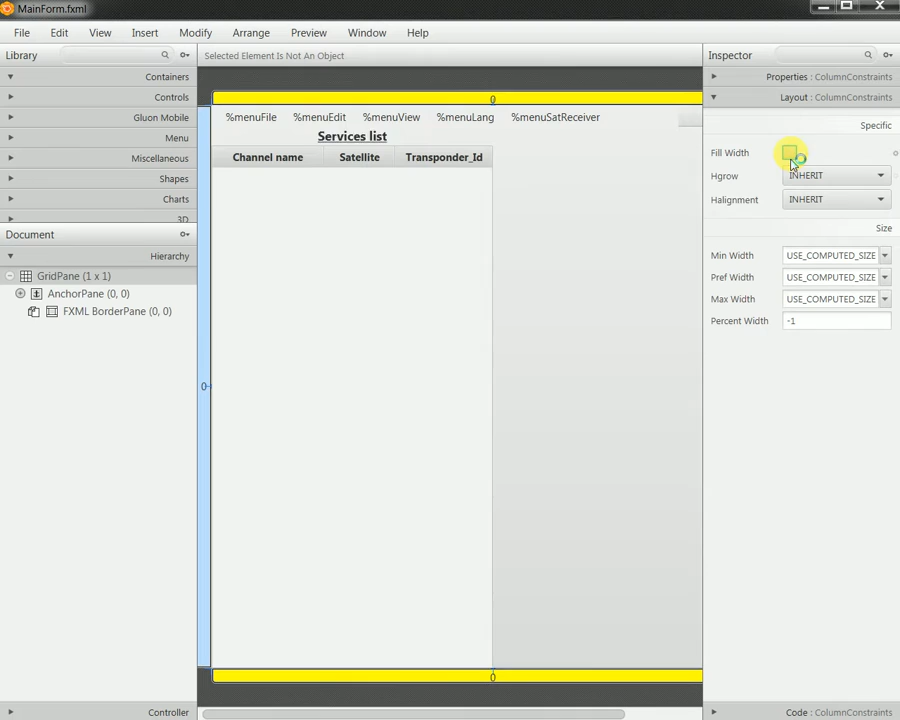 MainForm.fxml
File Edit View Insert Modify Arrange Preview Window Help
Library
Selected Element Is Not An Object
Inspector
Containers
Controls
Gluon Mobile
Menu
Miscellaneous
Shapes
Charts
3D
Document
Hierarchy
GridPane (1 x 1)
AnchorPane (0, 0)
FXML BorderPane (0, 0)
Controller
0
%menuFile %menuEdit %menuView %menuLang %menuSatReceiver
Services list
Channel name Satellite Transponder_Id
0
0
Properties : ColumnConstraints
Layout : ColumnConstraints
Specific
Fill Width
Hgrow INHERIT
Halignment INHERIT
Size
Min Width USE_COMPUTED_SIZE
Pref Width USE_COMPUTED_SIZE
Max Width USE_COMPUTED_SIZE
Percent Width -1
Code : ColumnConstraints